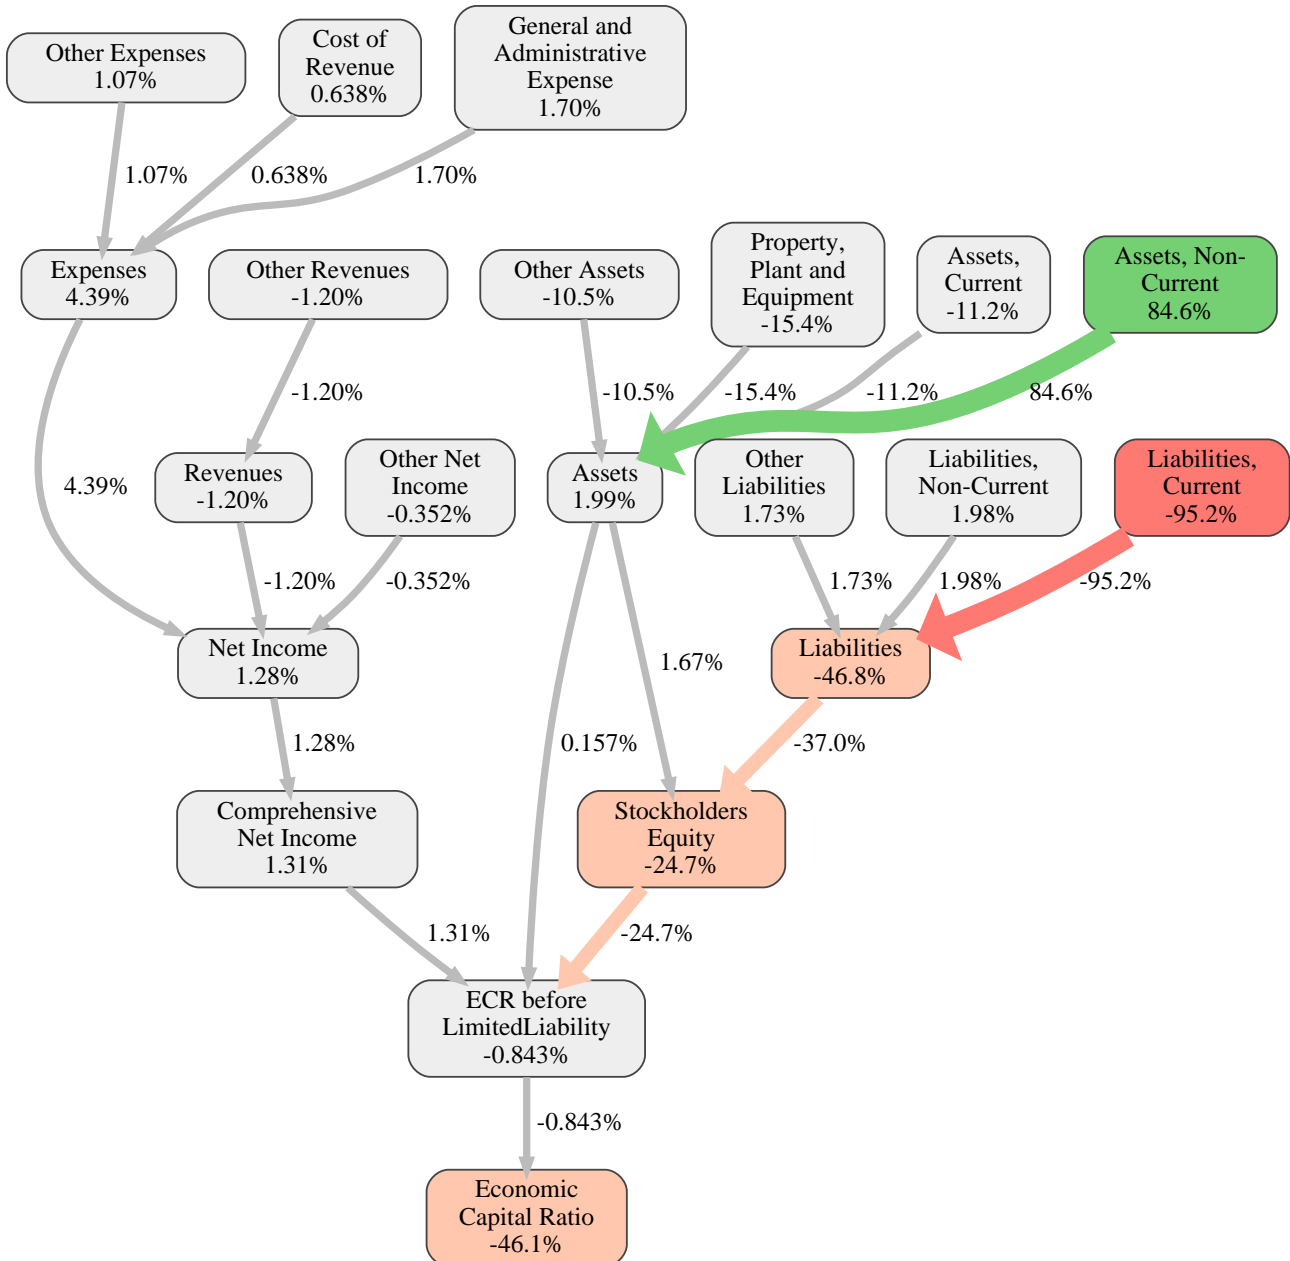 Other Expenses
1.07%
Cost of
Revenue
0.638%
General and
Administrative
Expense
1.70%
1.07%
0.638%
1.70%
Expenses
4.39%
Other Revenues
-1.20%
Other Assets
-10.5%
Property,
Plant and
Equipment
-15.4%
Assets,
Current
-11.2%
Assets, Non-
Current
84.6%
-1.20%
-10.5%
-15.4%
-11.2%
84.6%
4.39%
Revenues
-1.20%
Other Net
Income
-0.352%
Assets
1.99%
Other
Liabilities
1.73%
Liabilities,
Non-Current
1.98%
Liabilities,
Current
-95.2%
-1.20%
-0.352%
1.73%
1.98%
-95.2%
Net Income
1.28%
1.67%
Liabilities
-46.8%
1.28%
0.157%
-37.0%
Comprehensive
Net Income
1.31%
Stockholders
Equity
-24.7%
1.31%
-24.7%
ECR before
LimitedLiability
-0.843%
-0.843%
Economic
Capital Ratio
-46.1%